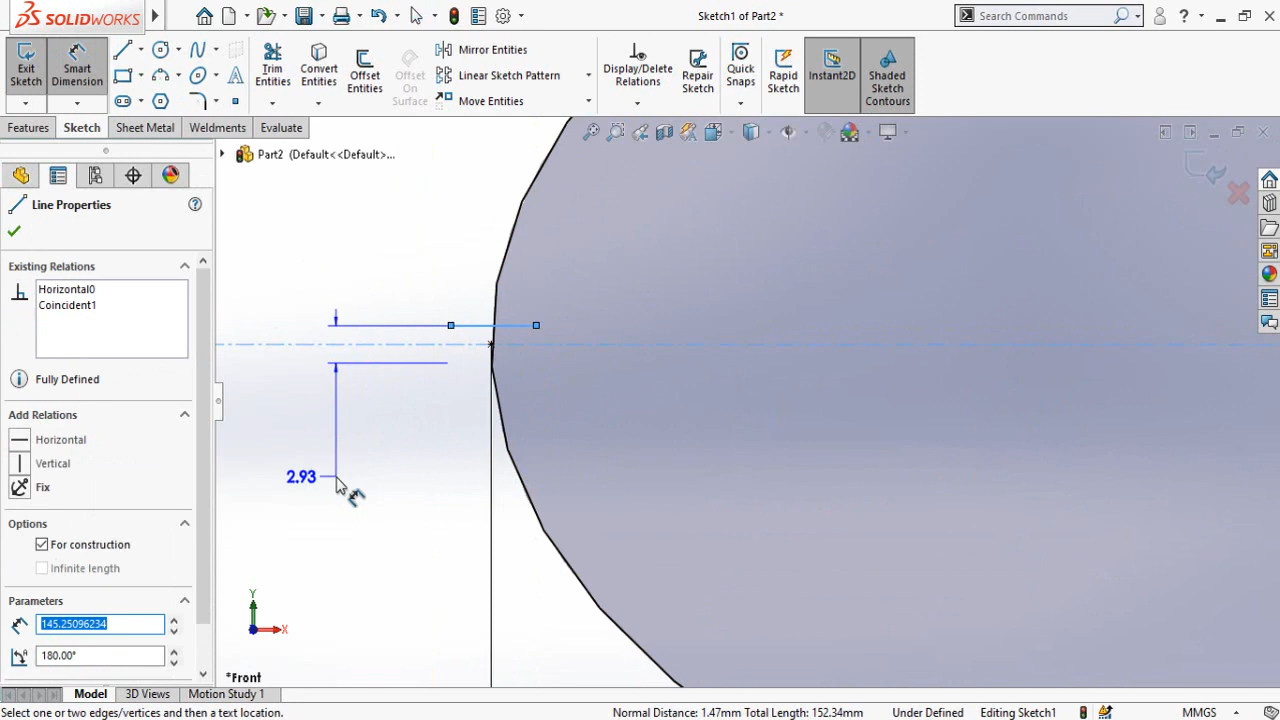 SOLIDWORKS
Sketch1 of Part2 *
Search Commands
?
Exit Sketch
Smart Dimension
Trim Entities
Convert Entities
Offset Entities
Offset On Surface
Mirror Entities
Linear Sketch Pattern
Move Entities
Display/Delete Relations
Repair Sketch
Quick Snaps
Rapid Sketch
Instant2D
Shaded Sketch Contours
Features
Sketch
Sheet Metal
Weldments
Evaluate
Part2 (Default<<Default>...
Line Properties
?
Existing Relations
Horizontal0
Coincident1
Fully Defined
Add Relations
Horizontal
Vertical
Fix
Options
For construction
Infinite length
Parameters
145.25096234
180.00°
2.93
Y
X
*Front
Model
3D Views
Motion Study 1
Select one or two edges/vertices and then a text location.
Normal Distance: 1.47mm Total Length: 152.34mm
Under Defined
Editing Sketch1
MMGS